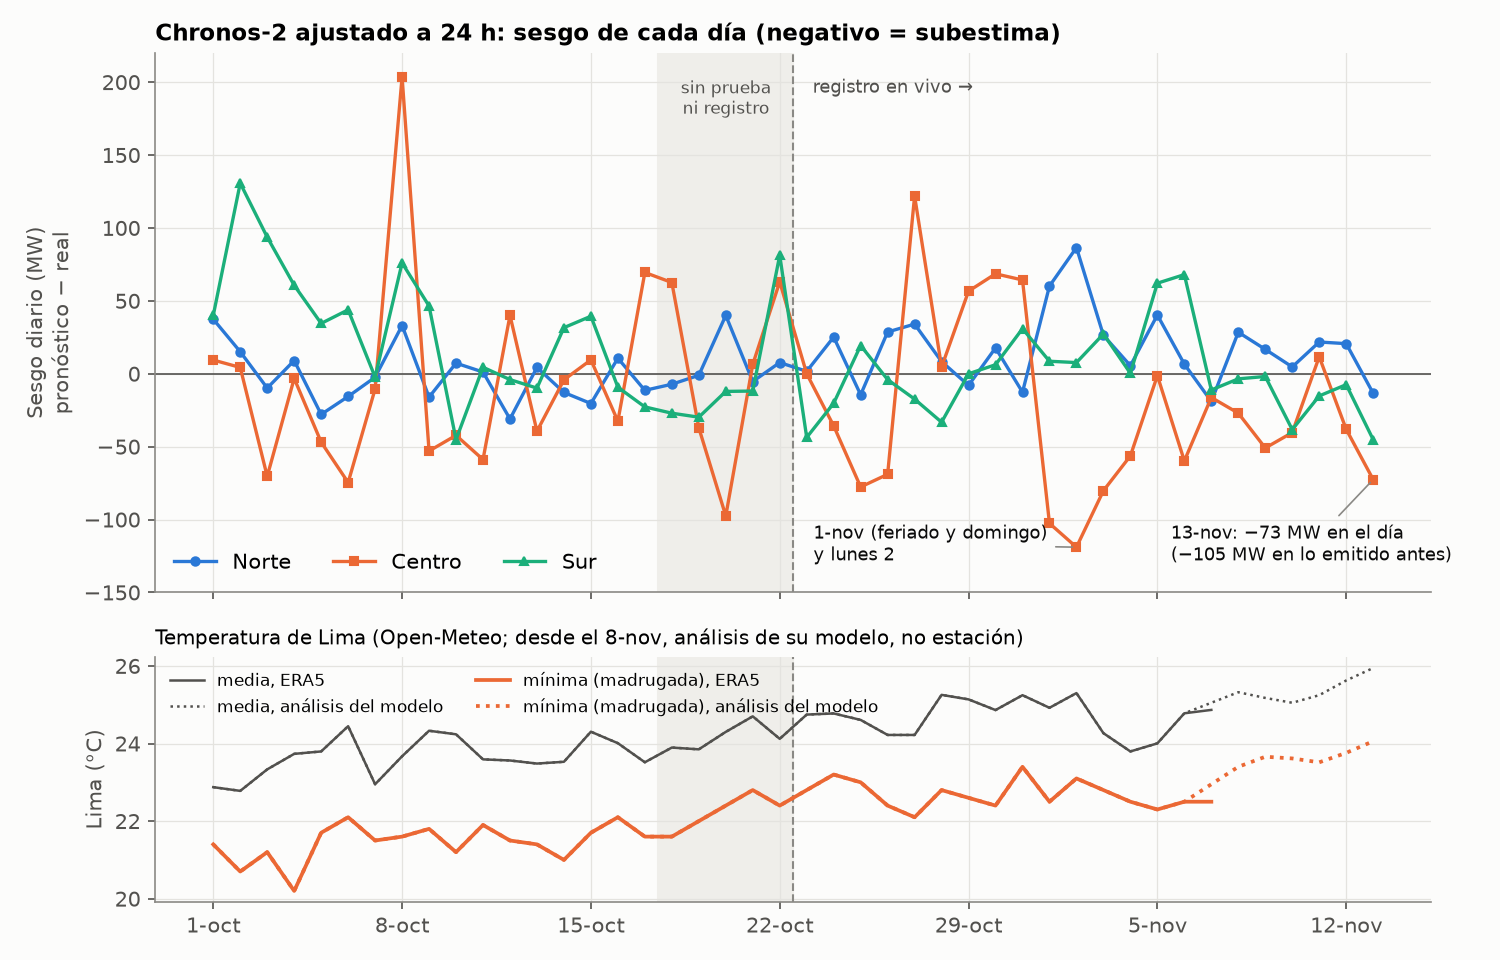 Chronos-2 ajustado a 24 h: sesgo de cada día (negativo = subestima)
Sesgo diario (MW)
pronóstico − real
200
150
100
50
0
−50
−100
−150
sin prueba
ni registro
registro en vivo →
1-nov (feriado y domingo)
y lunes 2
13-nov: −73 MW en el día
(−105 MW en lo emitido antes)
Norte
Centro
Sur
Temperatura de Lima (Open-Meteo; desde el 8-nov, análisis de su modelo, no estación)
Lima (°C)
26
24
22
20
media, ERA5
media, análisis del modelo
mínima (madrugada), ERA5
mínima (madrugada), análisis del modelo
1-oct
8-oct
15-oct
22-oct
29-oct
5-nov
12-nov